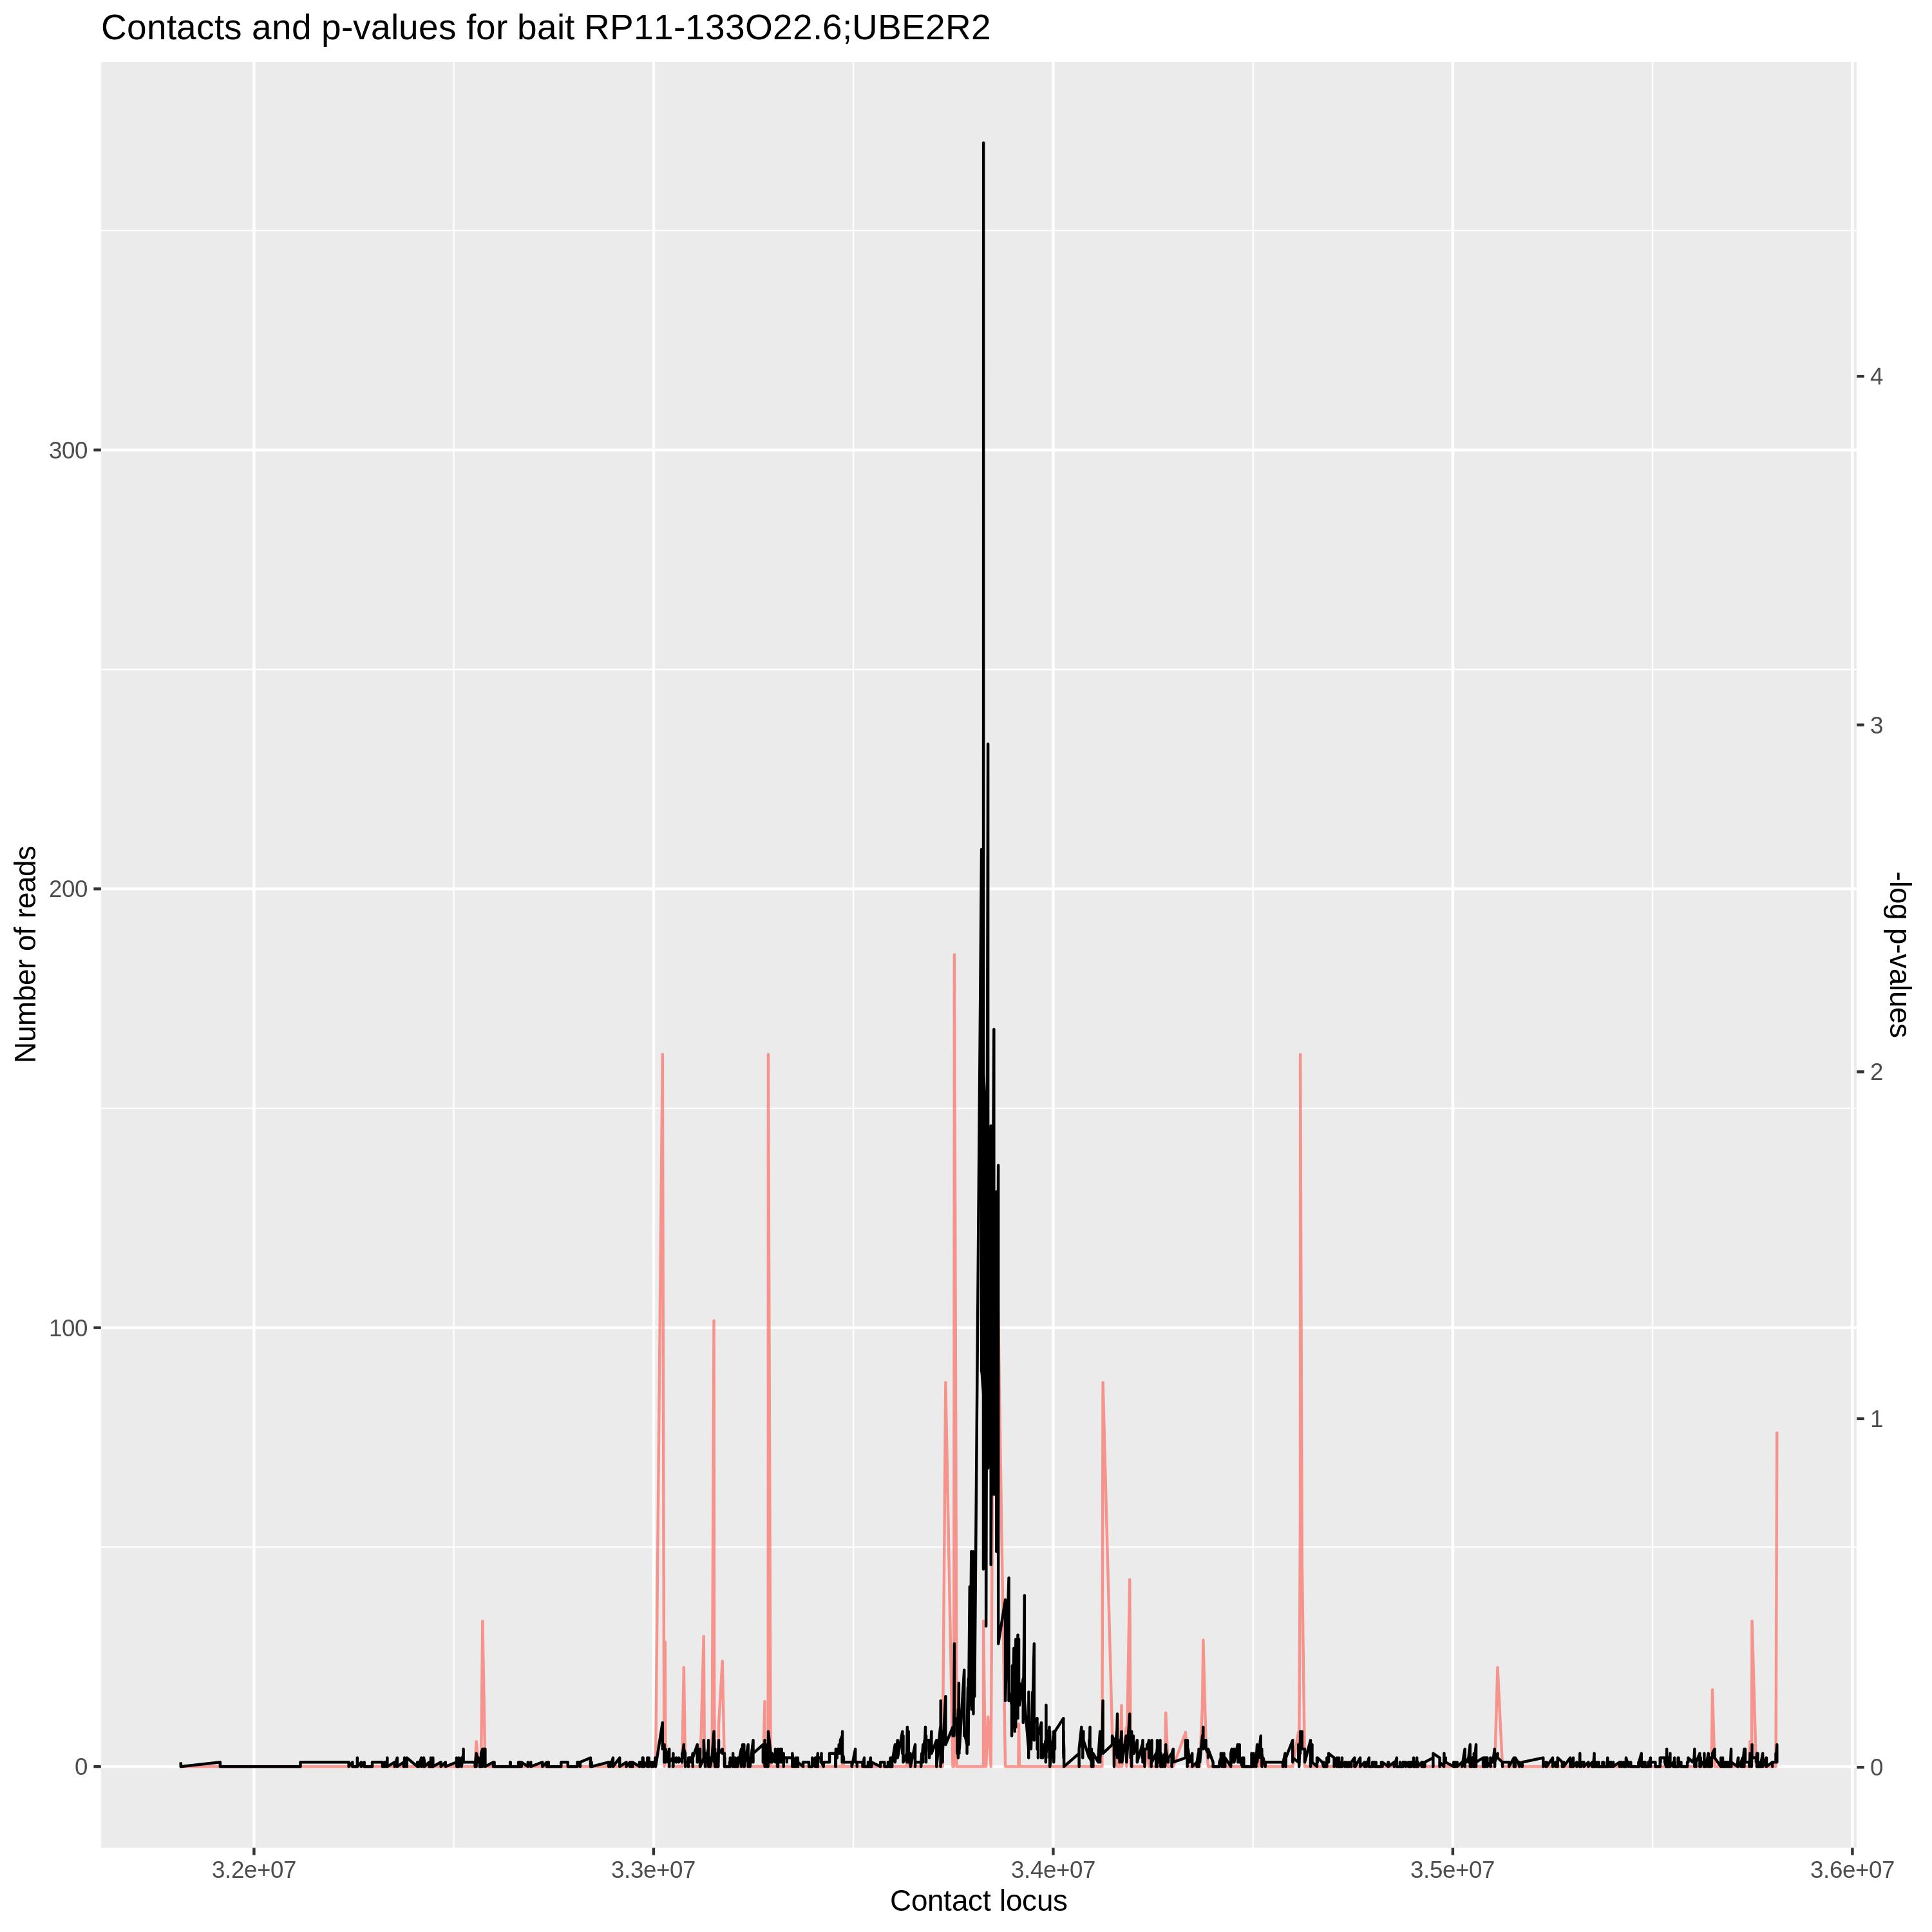 Contacts and p-values for bait RP11-133O22.6;UBE2R2
Number of reads
300
200
100
0
4
3
2
1
0
-log p-values
3.2e+07 3.3e+07 3.4e+07 3.5e+07 3.6e+07
Contact locus